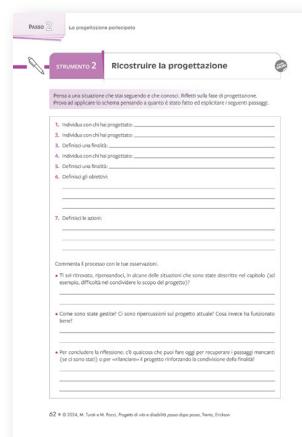 PASSO 2 La progettazione partecipata
STRUMENTO 2 Ricostruire la progettazione
Pensa a una situazione che stai seguendo e che conosci. Rifletti sulla fase di progettazione.
Prova ad applicare lo schema pensando a quanto è stato fatto ed esplicitare i seguenti passaggi.
1. Individua con chi hai progettato:
2. Individua con chi hai progettato:
3. Definisci una finalità:
4. Individua con chi hai progettato:
5. Definisci una finalità:
6. Definisci gli obiettivi:
7. Definisci le azioni:
Commenta il processo con le tue osservazioni.
• Ti sei ritrovato, ripensandoci, in alcune delle situazioni che sono state descritte nel capitolo (ad
esempio, difficoltà nel condividere lo scopo del progetto)?
• Come sono state gestite? Ci sono ripercussioni sul progetto attuale? Cosa invece ha funzionato
bene?
• Per concludere la riflessione: c'è qualcosa che puoi fare oggi per recuperare i passaggi mancanti
(se ci sono stati) o per «rilanciare» il progetto rinforzando la condivisione della finalità?
62 • © 2024, M. Turati e M. Pozzi, Progetto di vita e disabilità passo dopo passo, Trento, Erickson